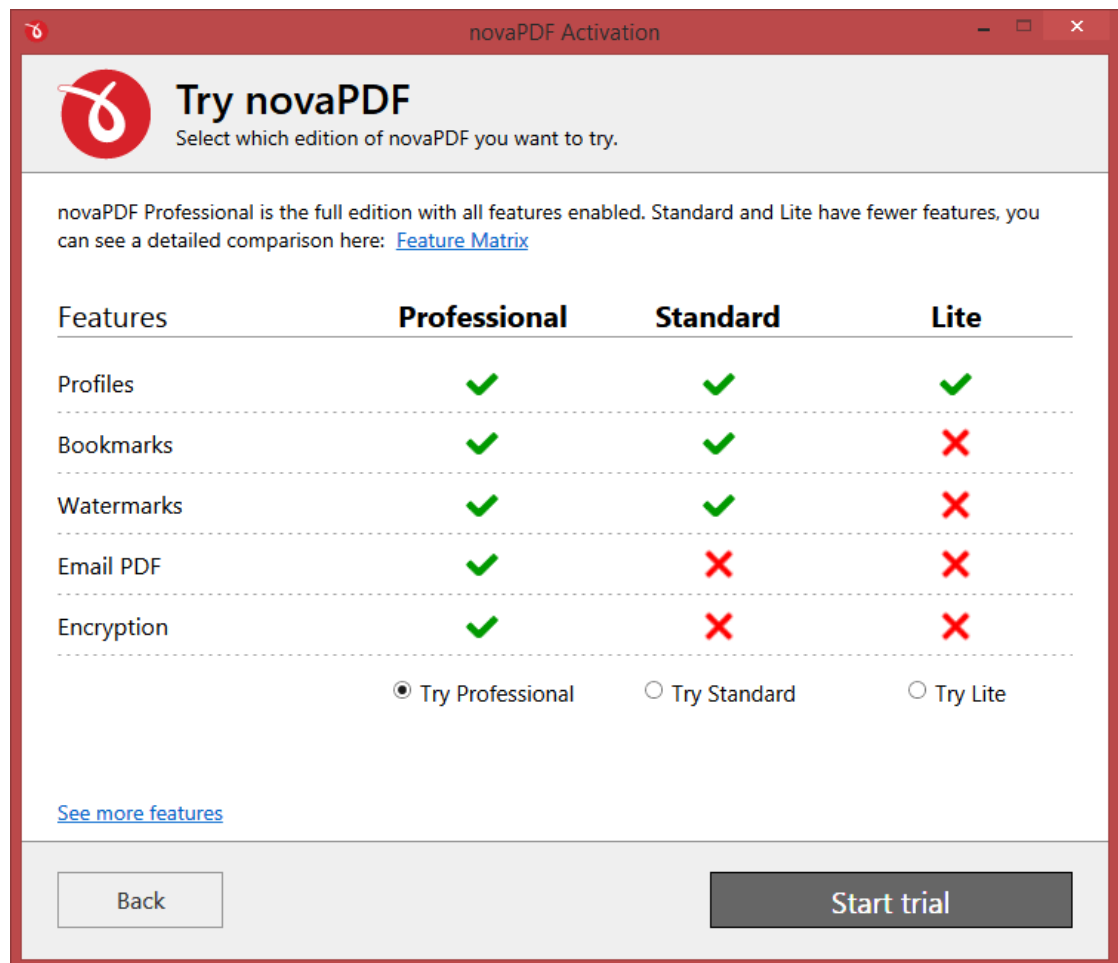 novaPDF Activation
Try novaPDF
Select which edition of novaPDF you want to try.
novaPDF Professional is the full edition with all features enabled. Standard and Lite have fewer features, you
can see a detailed comparison here: Feature Matrix
Features Professional Standard Lite
Profiles
Bookmarks
Watermarks
Email PDF
Encryption
Try Professional Try Standard Try Lite
See more features
Back Start trial